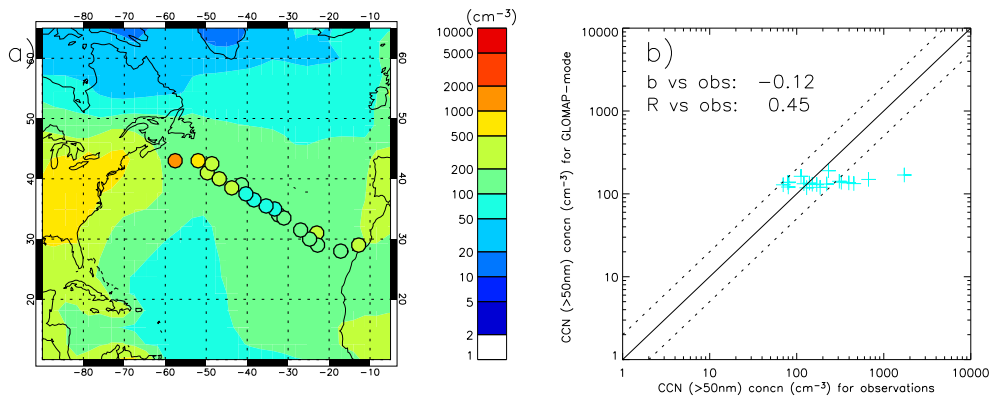 a)
−80 −70 −60 −50 −40 −30 −20 −10
60
50
40
30
20
60
50
40
30
20
−80 −70 −60 −50 −40 −30 −20 −10
(cm⁻³)
10000
5000
2000
1000
500
200
100
50
20
10
5
2
1
b)
b vs obs: −0.12
R vs obs: 0.45
CCN (>50nm) concn (cm⁻³) for GLOMAP-mode
10000
1000
100
10
1
1 10 100 1000 10000
CCN (>50nm) concn (cm⁻³) for observations